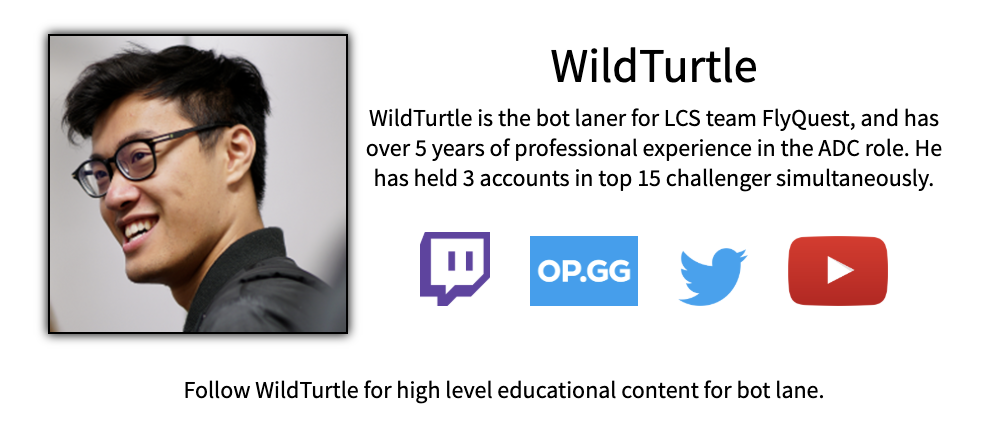 WildTurtle
WildTurtle is the bot laner for LCS team FlyQuest, and has
over 5 years of professional experience in the ADC role. He
has held 3 accounts in top 15 challenger simultaneously.
OP.GG
Follow WildTurtle for high level educational content for bot lane.